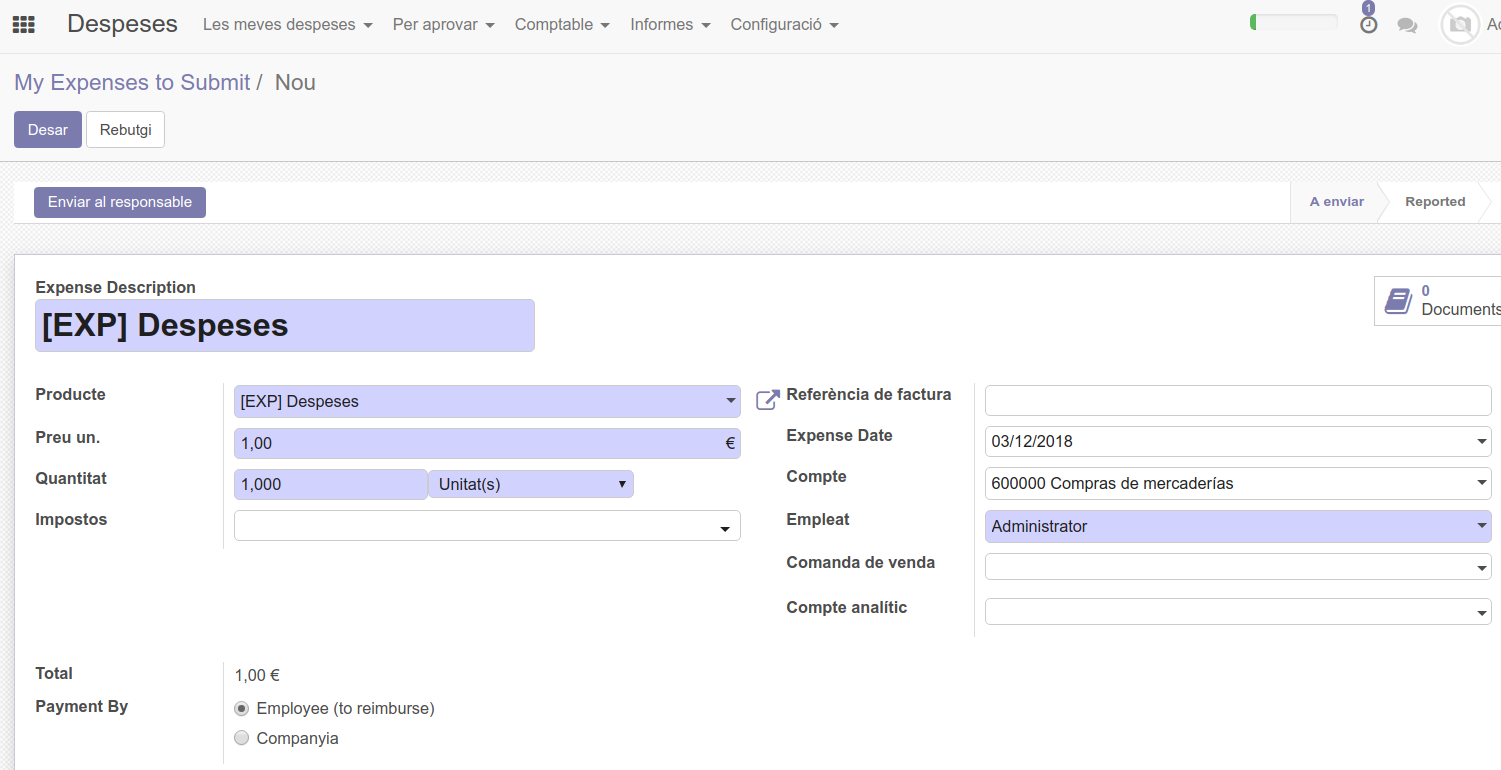 Despeses Les meves despeses Per aprovar Comptable Informes Configuració 1
My Expenses to Submit / Nou
Desar Rebutgi
Enviar al responsable A enviar Reported
Expense Description
[EXP] Despeses
0
Documents
Producte [EXP] Despeses Referència de factura
Preu un. 1,00 € Expense Date 03/12/2018
Quantitat 1,000 Unitat(s) Compte 600000 Compras de mercaderías
Impostos Empleat Administrator
Comanda de venda
Compte analític
Total 1,00 €
Payment By Employee (to reimburse)
Companyia